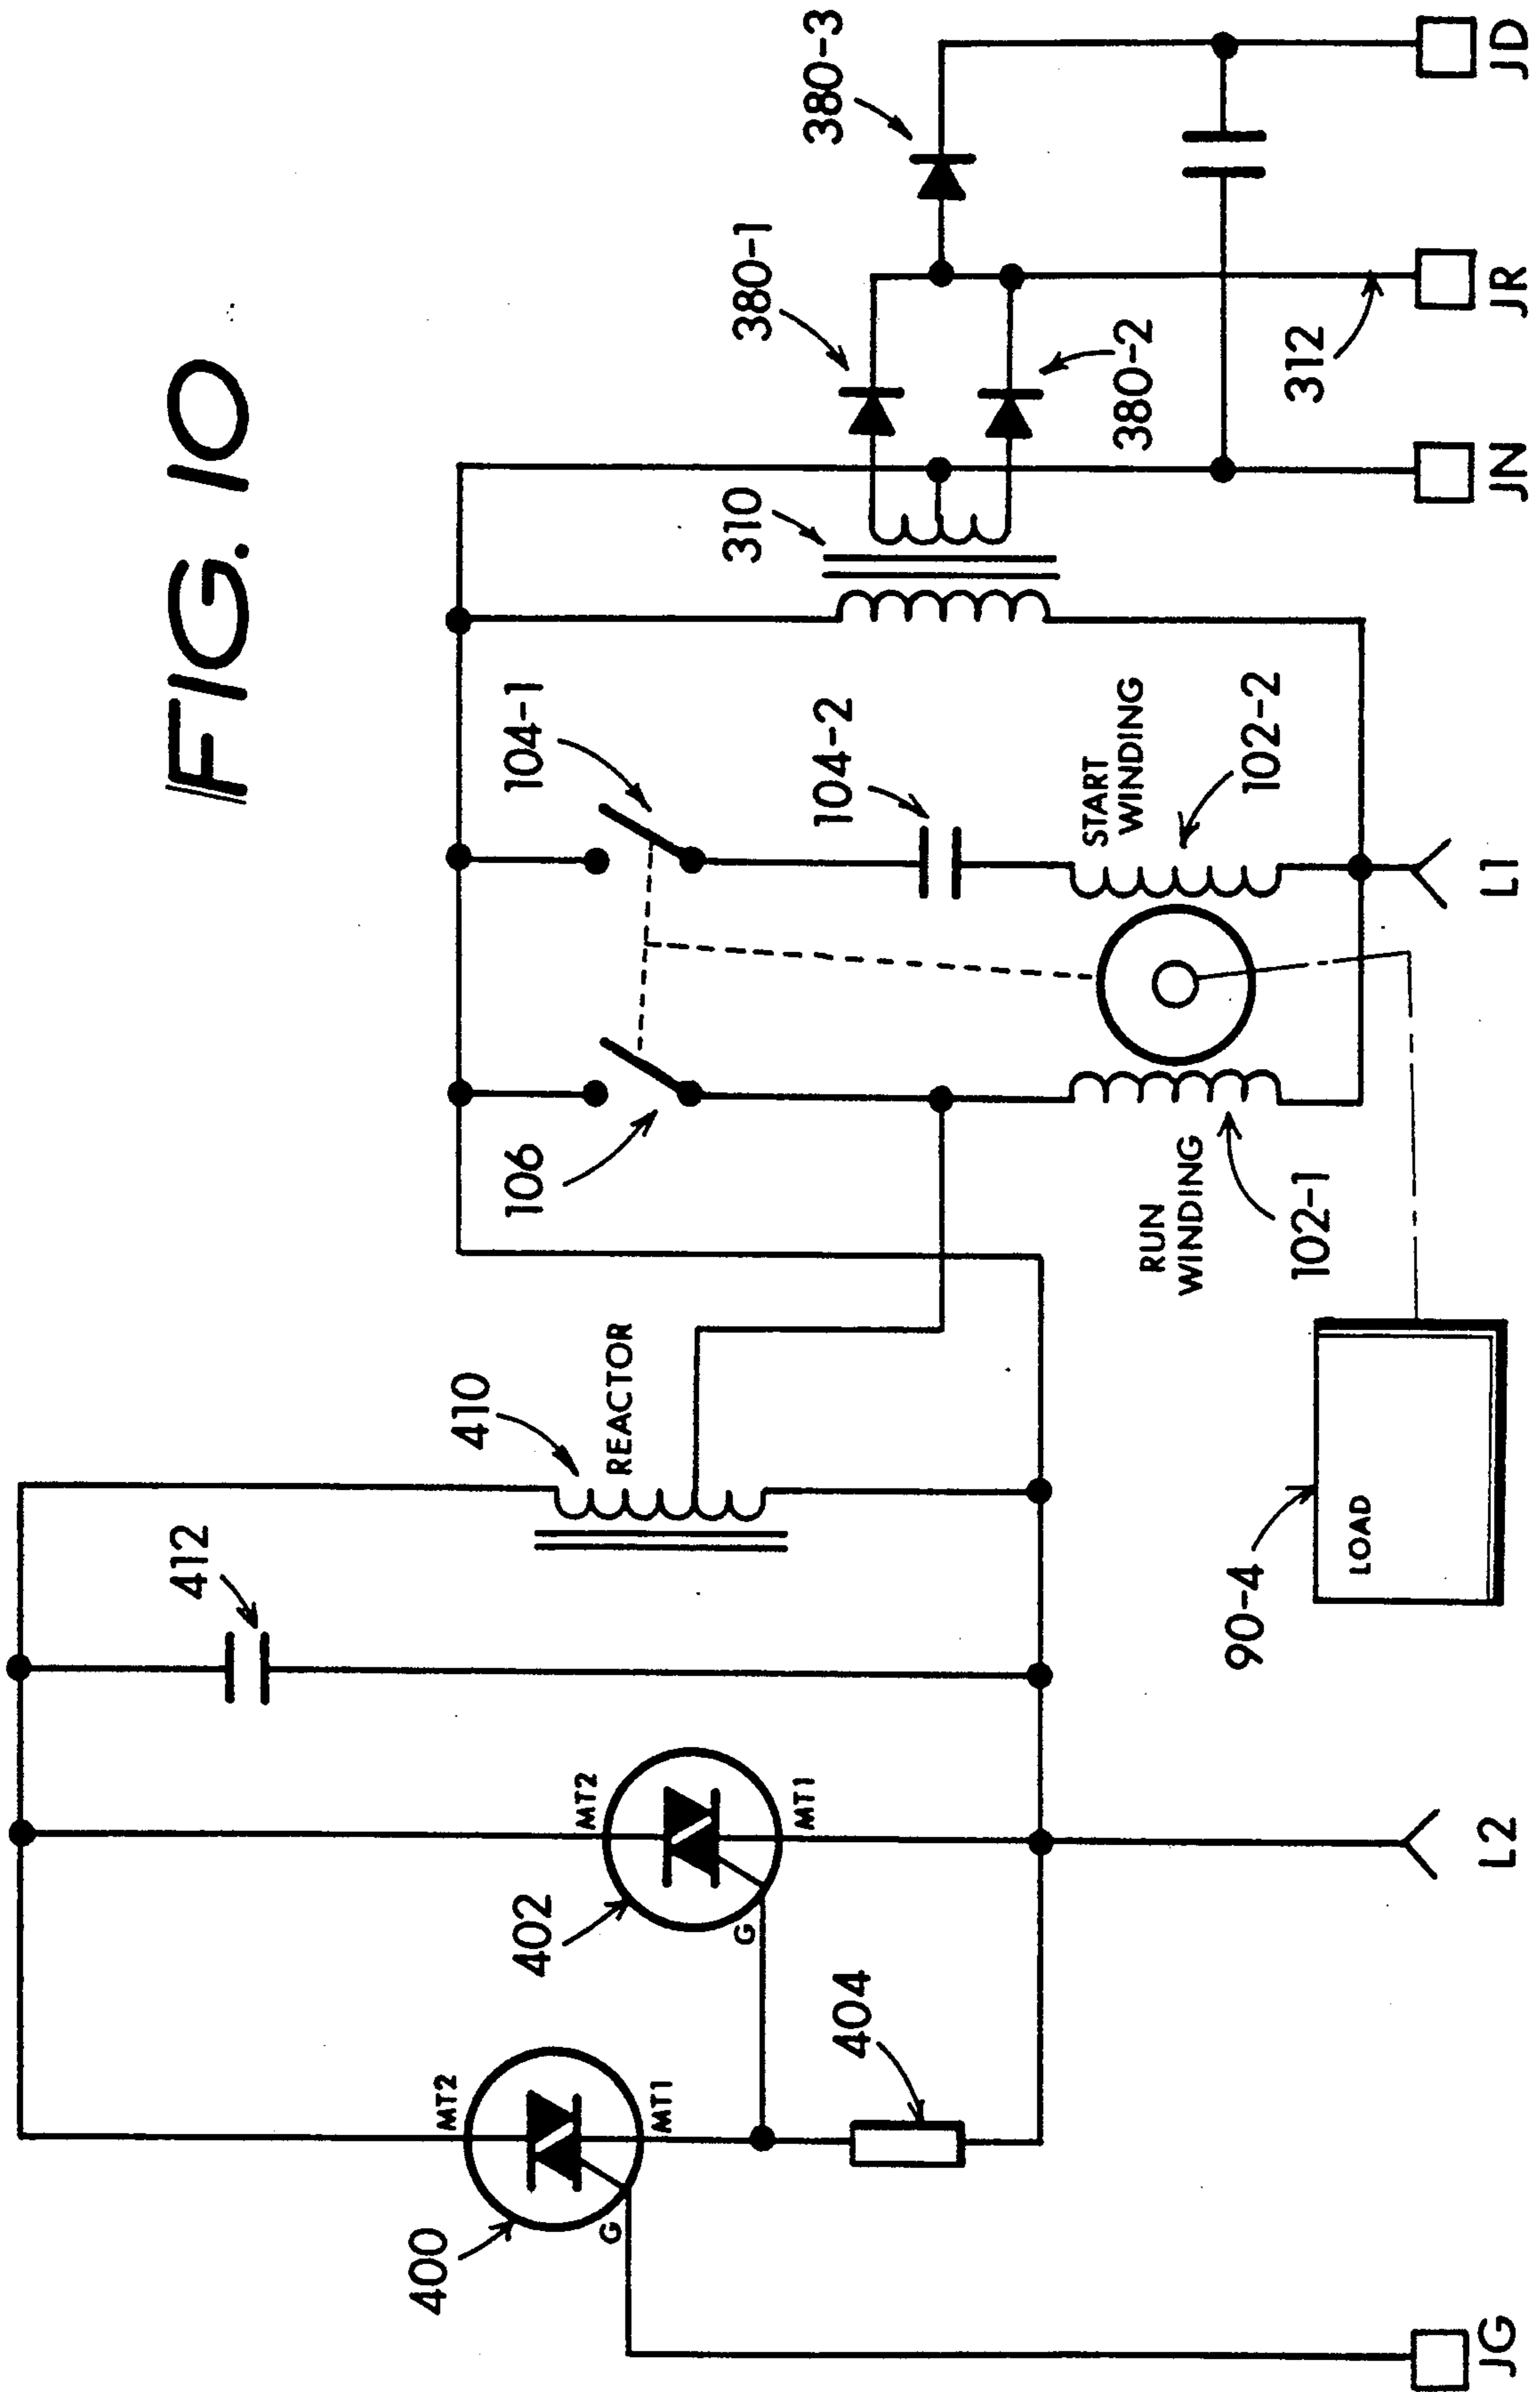 FIG. 10
412
410
REACTOR
400
MT2
MT1
G
402
MT2
MT1
G
404
106
104-1
104-2
310
380-1
380-2
380-3
RUN
WINDING
102-1
START
WINDING
102-2
312
90-4
LOAD
JG
L2
L1
JN
JR
JD